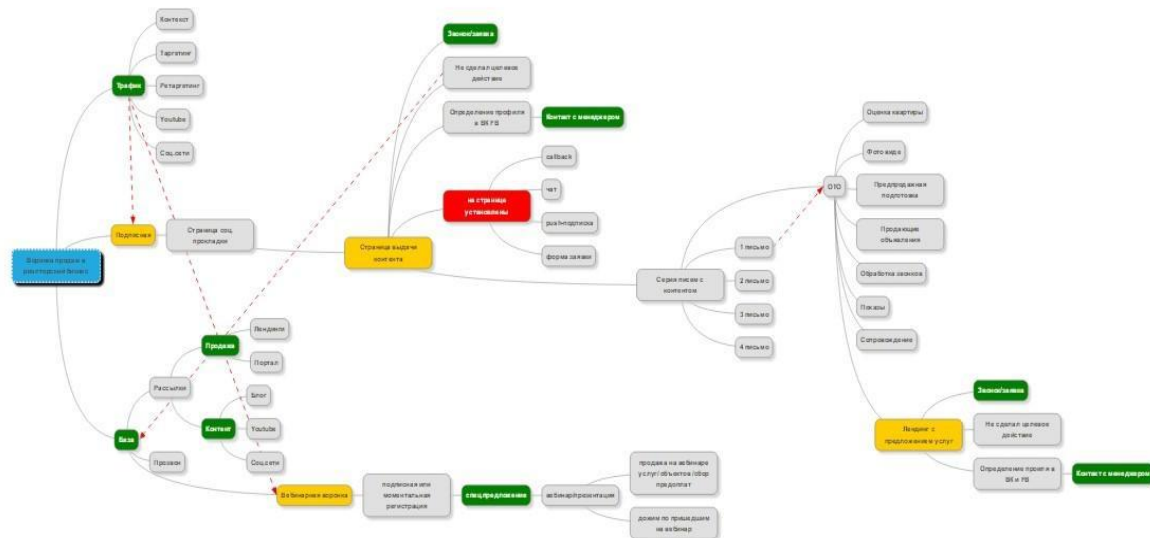 Контекст
Таргетинг
Трафик
Ретаргетинг
Youtube
Соц.сети
Подписная
Страница соц.
прокладки
Воронка продаж в
риэлторском бизнесе
Звонок/заявка
Не сделал целевое
действие
Определение профиля
в ВК FB
Контакт с менеджером
callback
чат
на странице
установлены
push-подписка
форма заявки
Страница выдачи
контента
Серия писем с
контентом
1 письмо
2 письмо
3 письмо
4 письмо
ОТО
Оценка квартиры
Фото виде
Предпродажная
подготовка
Продающие
объявления
Обработка звонков
Показы
Сопровождение
Лендинг с
предложением услуг
Звонок/заявка
Не сделал целевое
действие
Определение
ВК и FB
Контакт с менеджером
Лендинги
Продажа
Портал
Рассылки
Блог
Контент
Youtube
Соц.сети
База
Прозвон
Вебинарная воронка
подписная или
моментальная
регистрация
спецпредложение
вебинар/презентация
продажа на вебинаре
услуг/объектов/сбор
предоплат
дожим по пришедшим
на вебинар